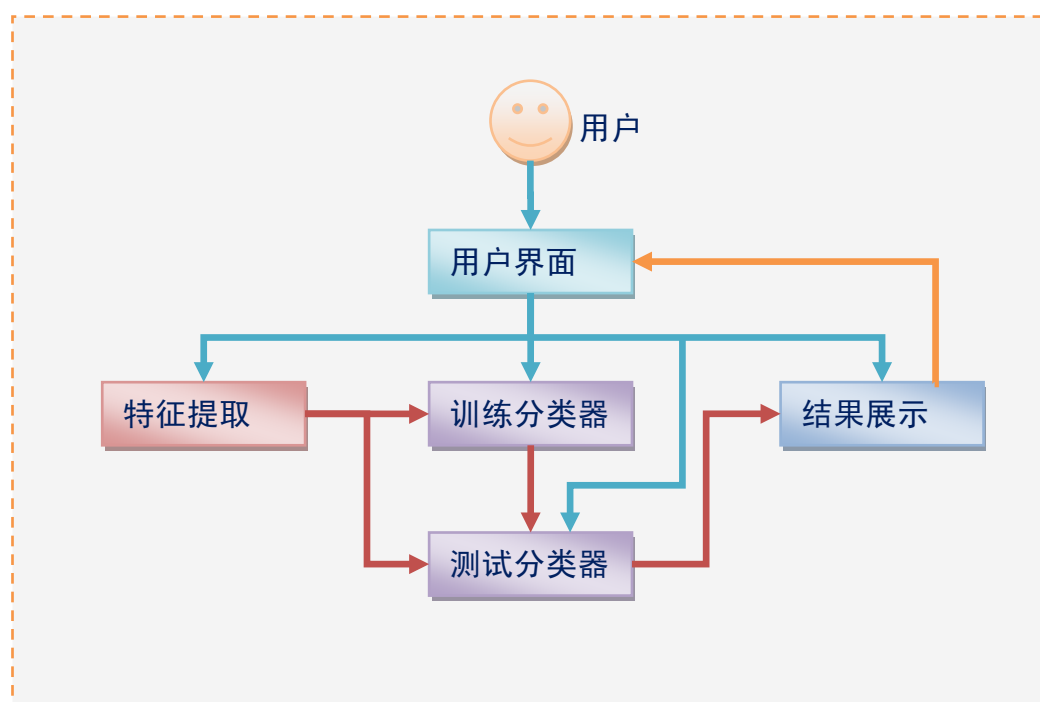 用户
用户界面
特征提取
训练分类器
结果展示
测试分类器